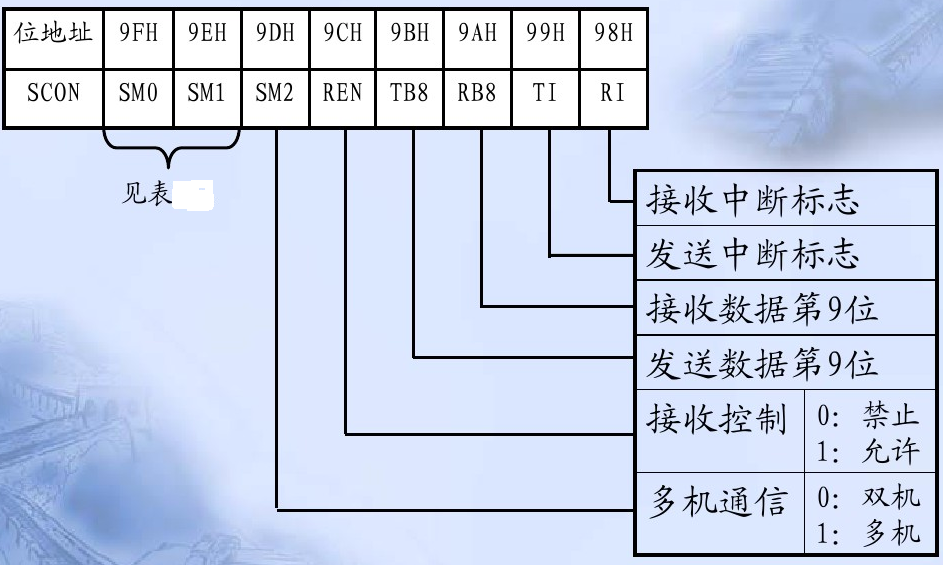 位地址 9FH 9EH 9DH 9CH 9BH 9AH 99H 98H
SCON SM0 SM1 SM2 REN TB8 RB8 TI RI
见表
接收中断标志
发送中断标志
接收数据第9位
发送数据第9位
接收控制 0: 禁止
1: 允许
多机通信 0: 双机
1: 多机